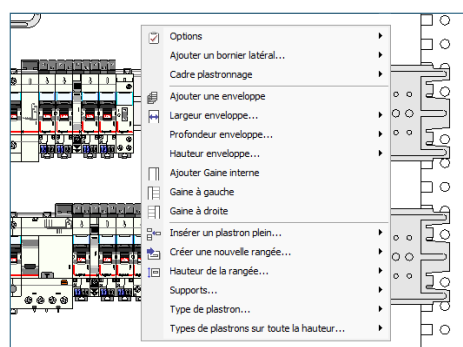 Options
Ajouter un bornier latéral...
Cadre plastronnage
Ajouter une enveloppe
Largeur enveloppe...
Profondeur enveloppe...
Hauteur enveloppe...
Ajouter Gaine interne
Gaine à gauche
Gaine à droite
Insérer un plastron plein...
Créer une nouvelle rangée...
Hauteur de la rangée...
Supports...
Type de plastron...
Types de plastrons sur toute la hauteur...